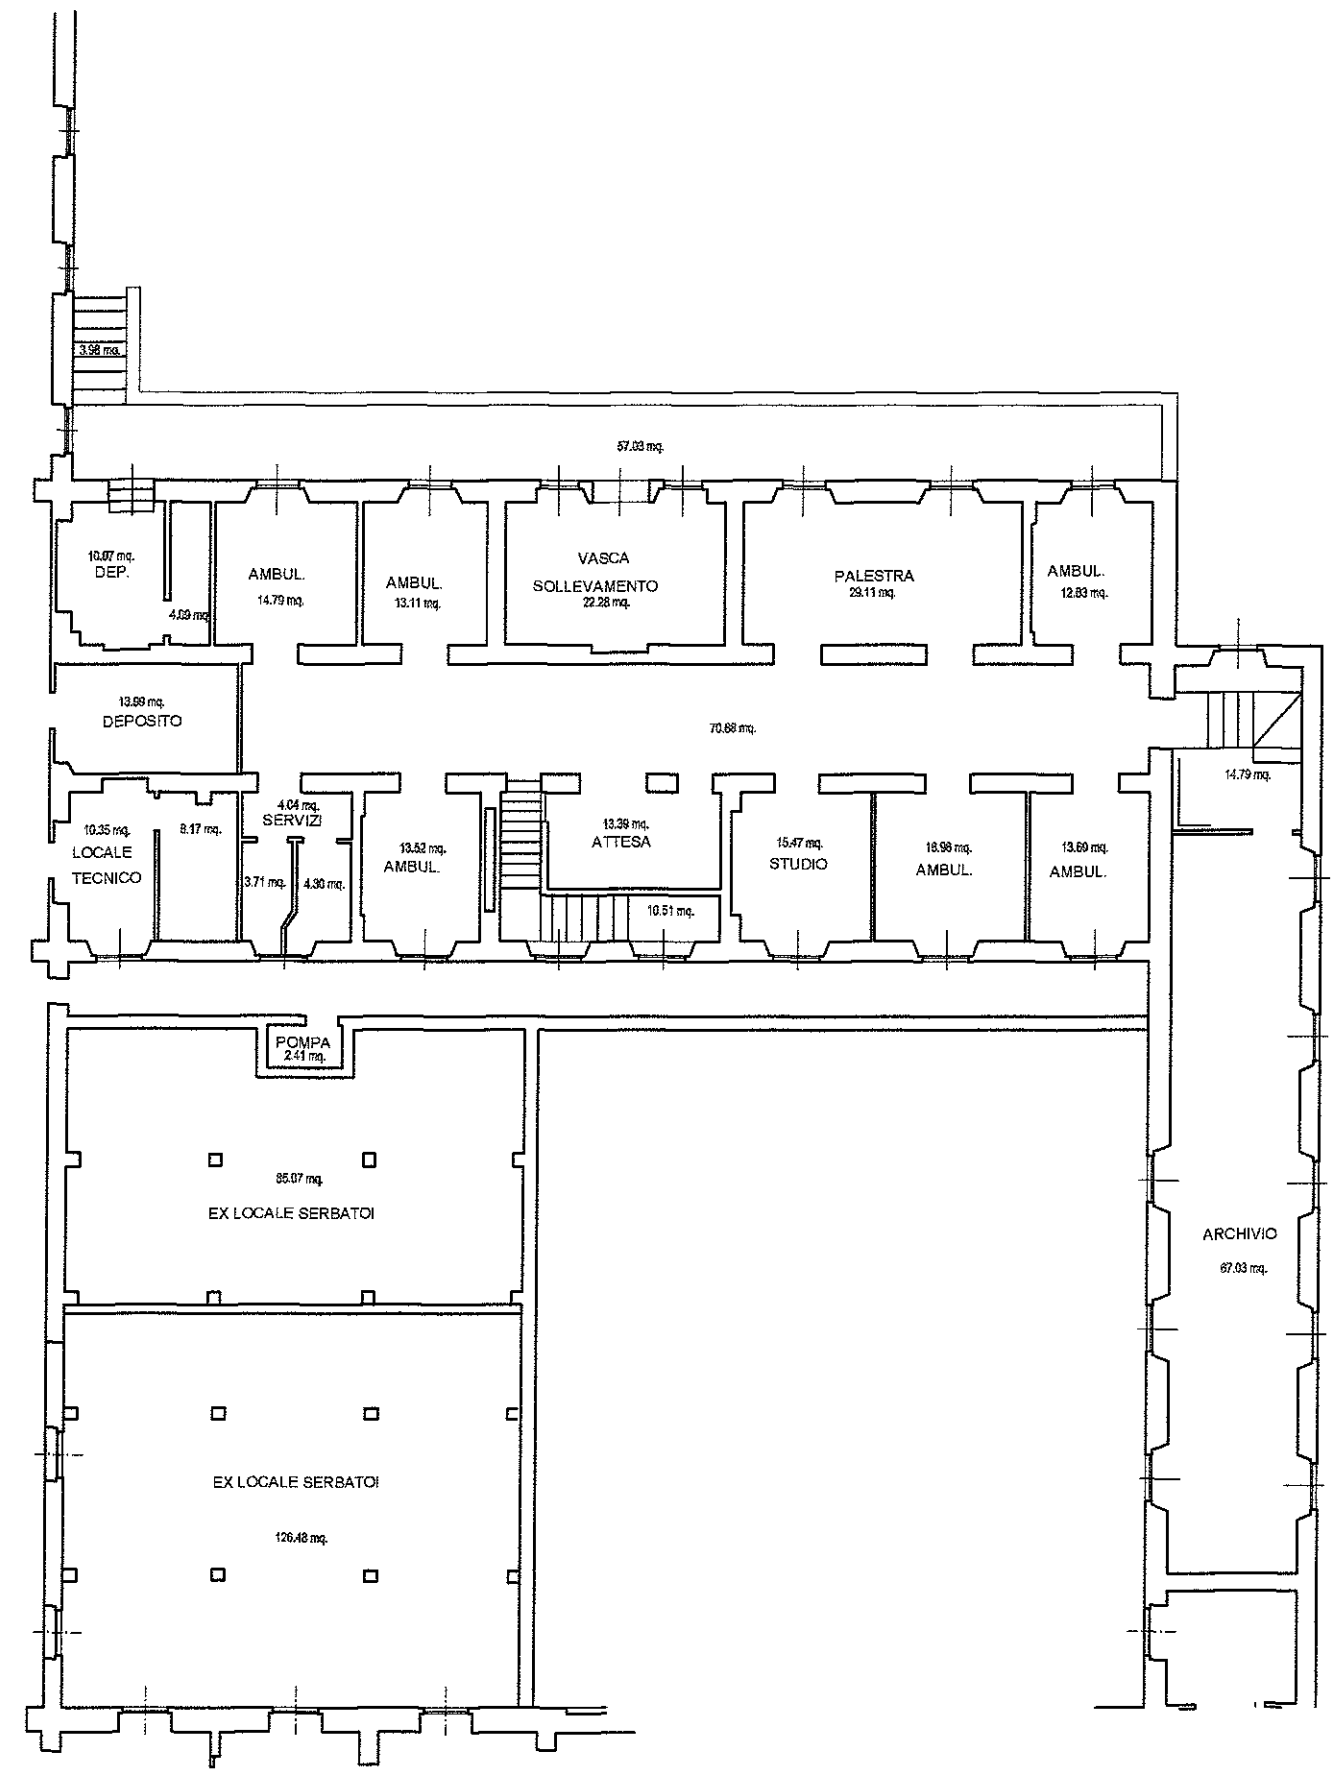 3.98 mq.
57.03 mq.
10.07 mq.
DEP.
4.09 mq.
AMBUL.
14.79 mq.
AMBUL.
13.11 mq.
VASCA
SOLLEVAMENTO
22.28 mq.
PALESTRA
29.11 mq.
AMBUL.
12.83 mq.
13.99 mq.
DEPOSITO
70.68 mq.
14.79 mq.
10.35 mq.
LOCALE
TECNICO
8.17 mq.
4.04 mq.
SERVIZI
3.71 mq.
4.30 mq.
13.52 mq.
AMBUL.
13.39 mq.
ATTESA
10.51 mq.
15.47 mq.
STUDIO
16.98 mq.
AMBUL.
13.69 mq.
AMBUL.
POMPA
2.41 mq.
85.07 mq.
EX LOCALE SERBATOI
ARCHIVIO
67.03 mq.
EX LOCALE SERBATOI
126.48 mq.